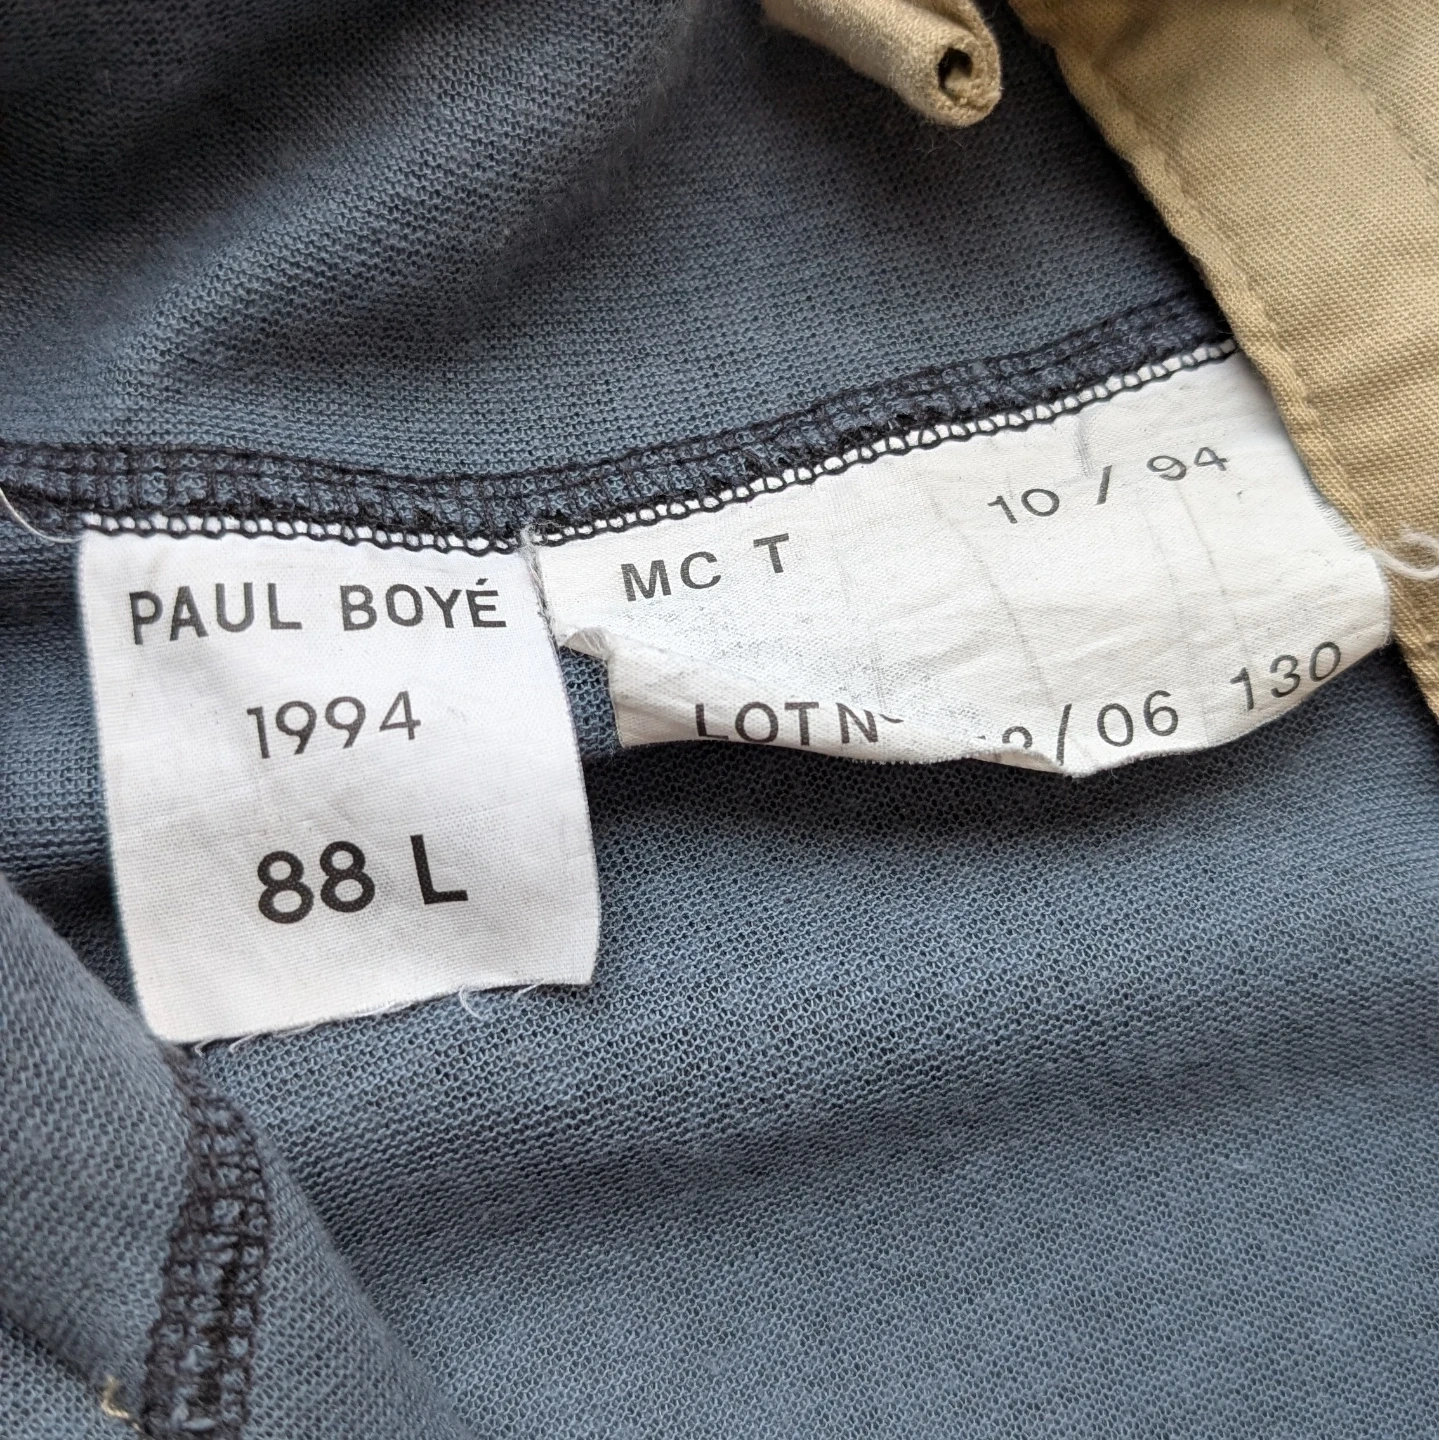 PAUL BOYÉ
1994
88 L
MC T 10 / 94
LOT N° /06 130